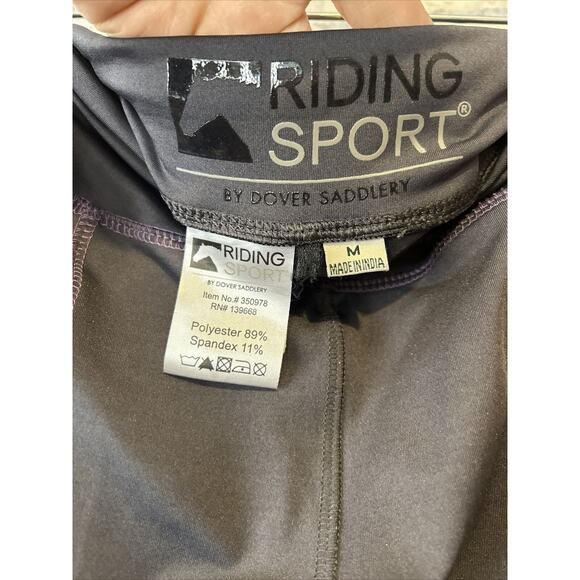 RIDING
SPORT®
BY DOVER SADDLERY
RIDING
SPORT
BY DOVER SADDLERY
Item No.# 350978
RN# 139668
Polyester 89%
Spandex 11%
M
MADE IN INDIA